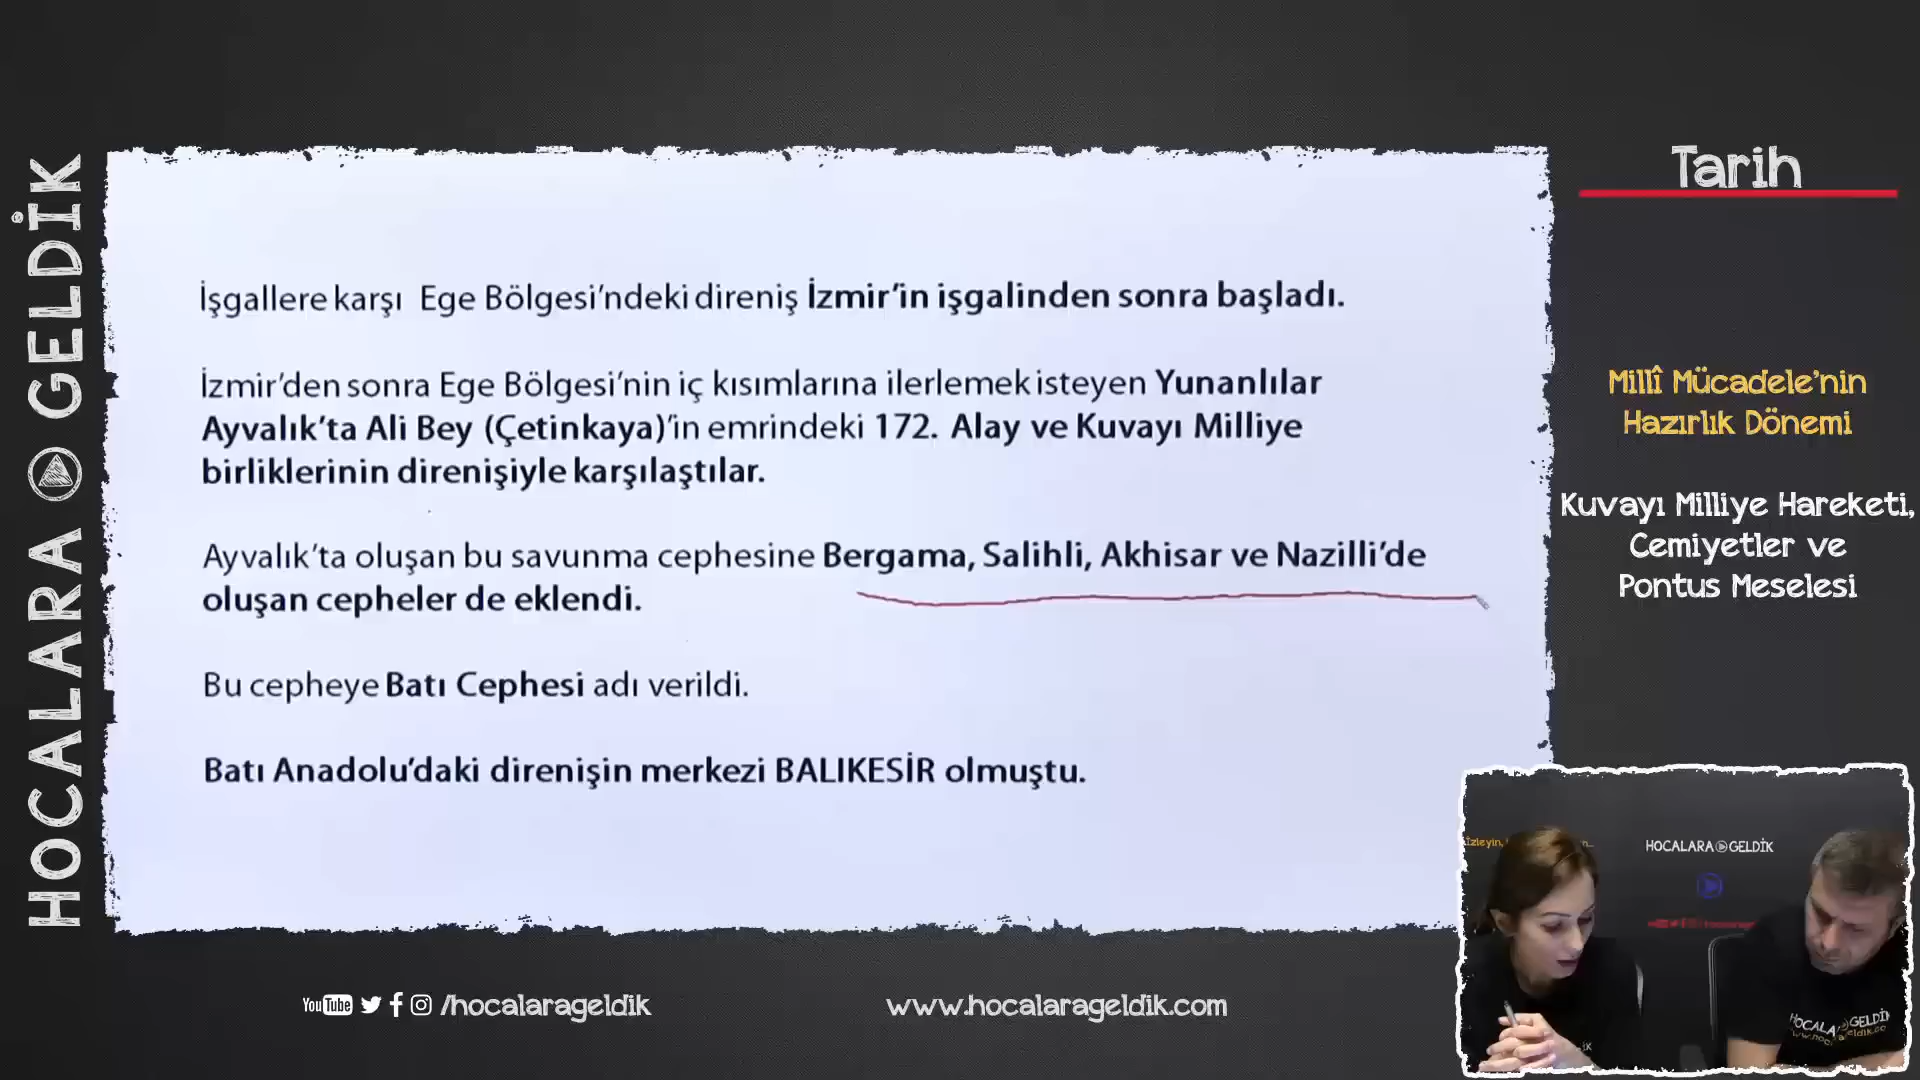 HOCALARA GELDİK
Tarih
İşgallere karşı Ege Bölgesi'ndeki direniş İzmir'in işgalinden sonra başladı.
İzmir'den sonra Ege Bölgesi'nin iç kısımlarına ilerlemek isteyen Yunanlılar
Ayvalık'ta Ali Bey (Çetinkaya)'in emrindeki 172. Alay ve Kuvayı Milliye
birliklerinin direnişiyle karşılaştılar.
Ayvalık'ta oluşan bu savunma cephesine Bergama, Salihli, Akhisar ve Nazilli'de
oluşan cepheler de eklendi.
Bu cepheye Batı Cephesi adı verildi.
Batı Anadolu'daki direnişin merkezi BALIKESİR olmuştu.
Millî Mücadele'nin
Hazırlık Dönemi
Kuvayı Milliye Hareketi,
Cemiyetler ve
Pontus Meselesi
İzleyin,
HOCALARA GELDİK
HOCALARA GELDİK
YouTube /hocalarageldik
www.hocalarageldik.com